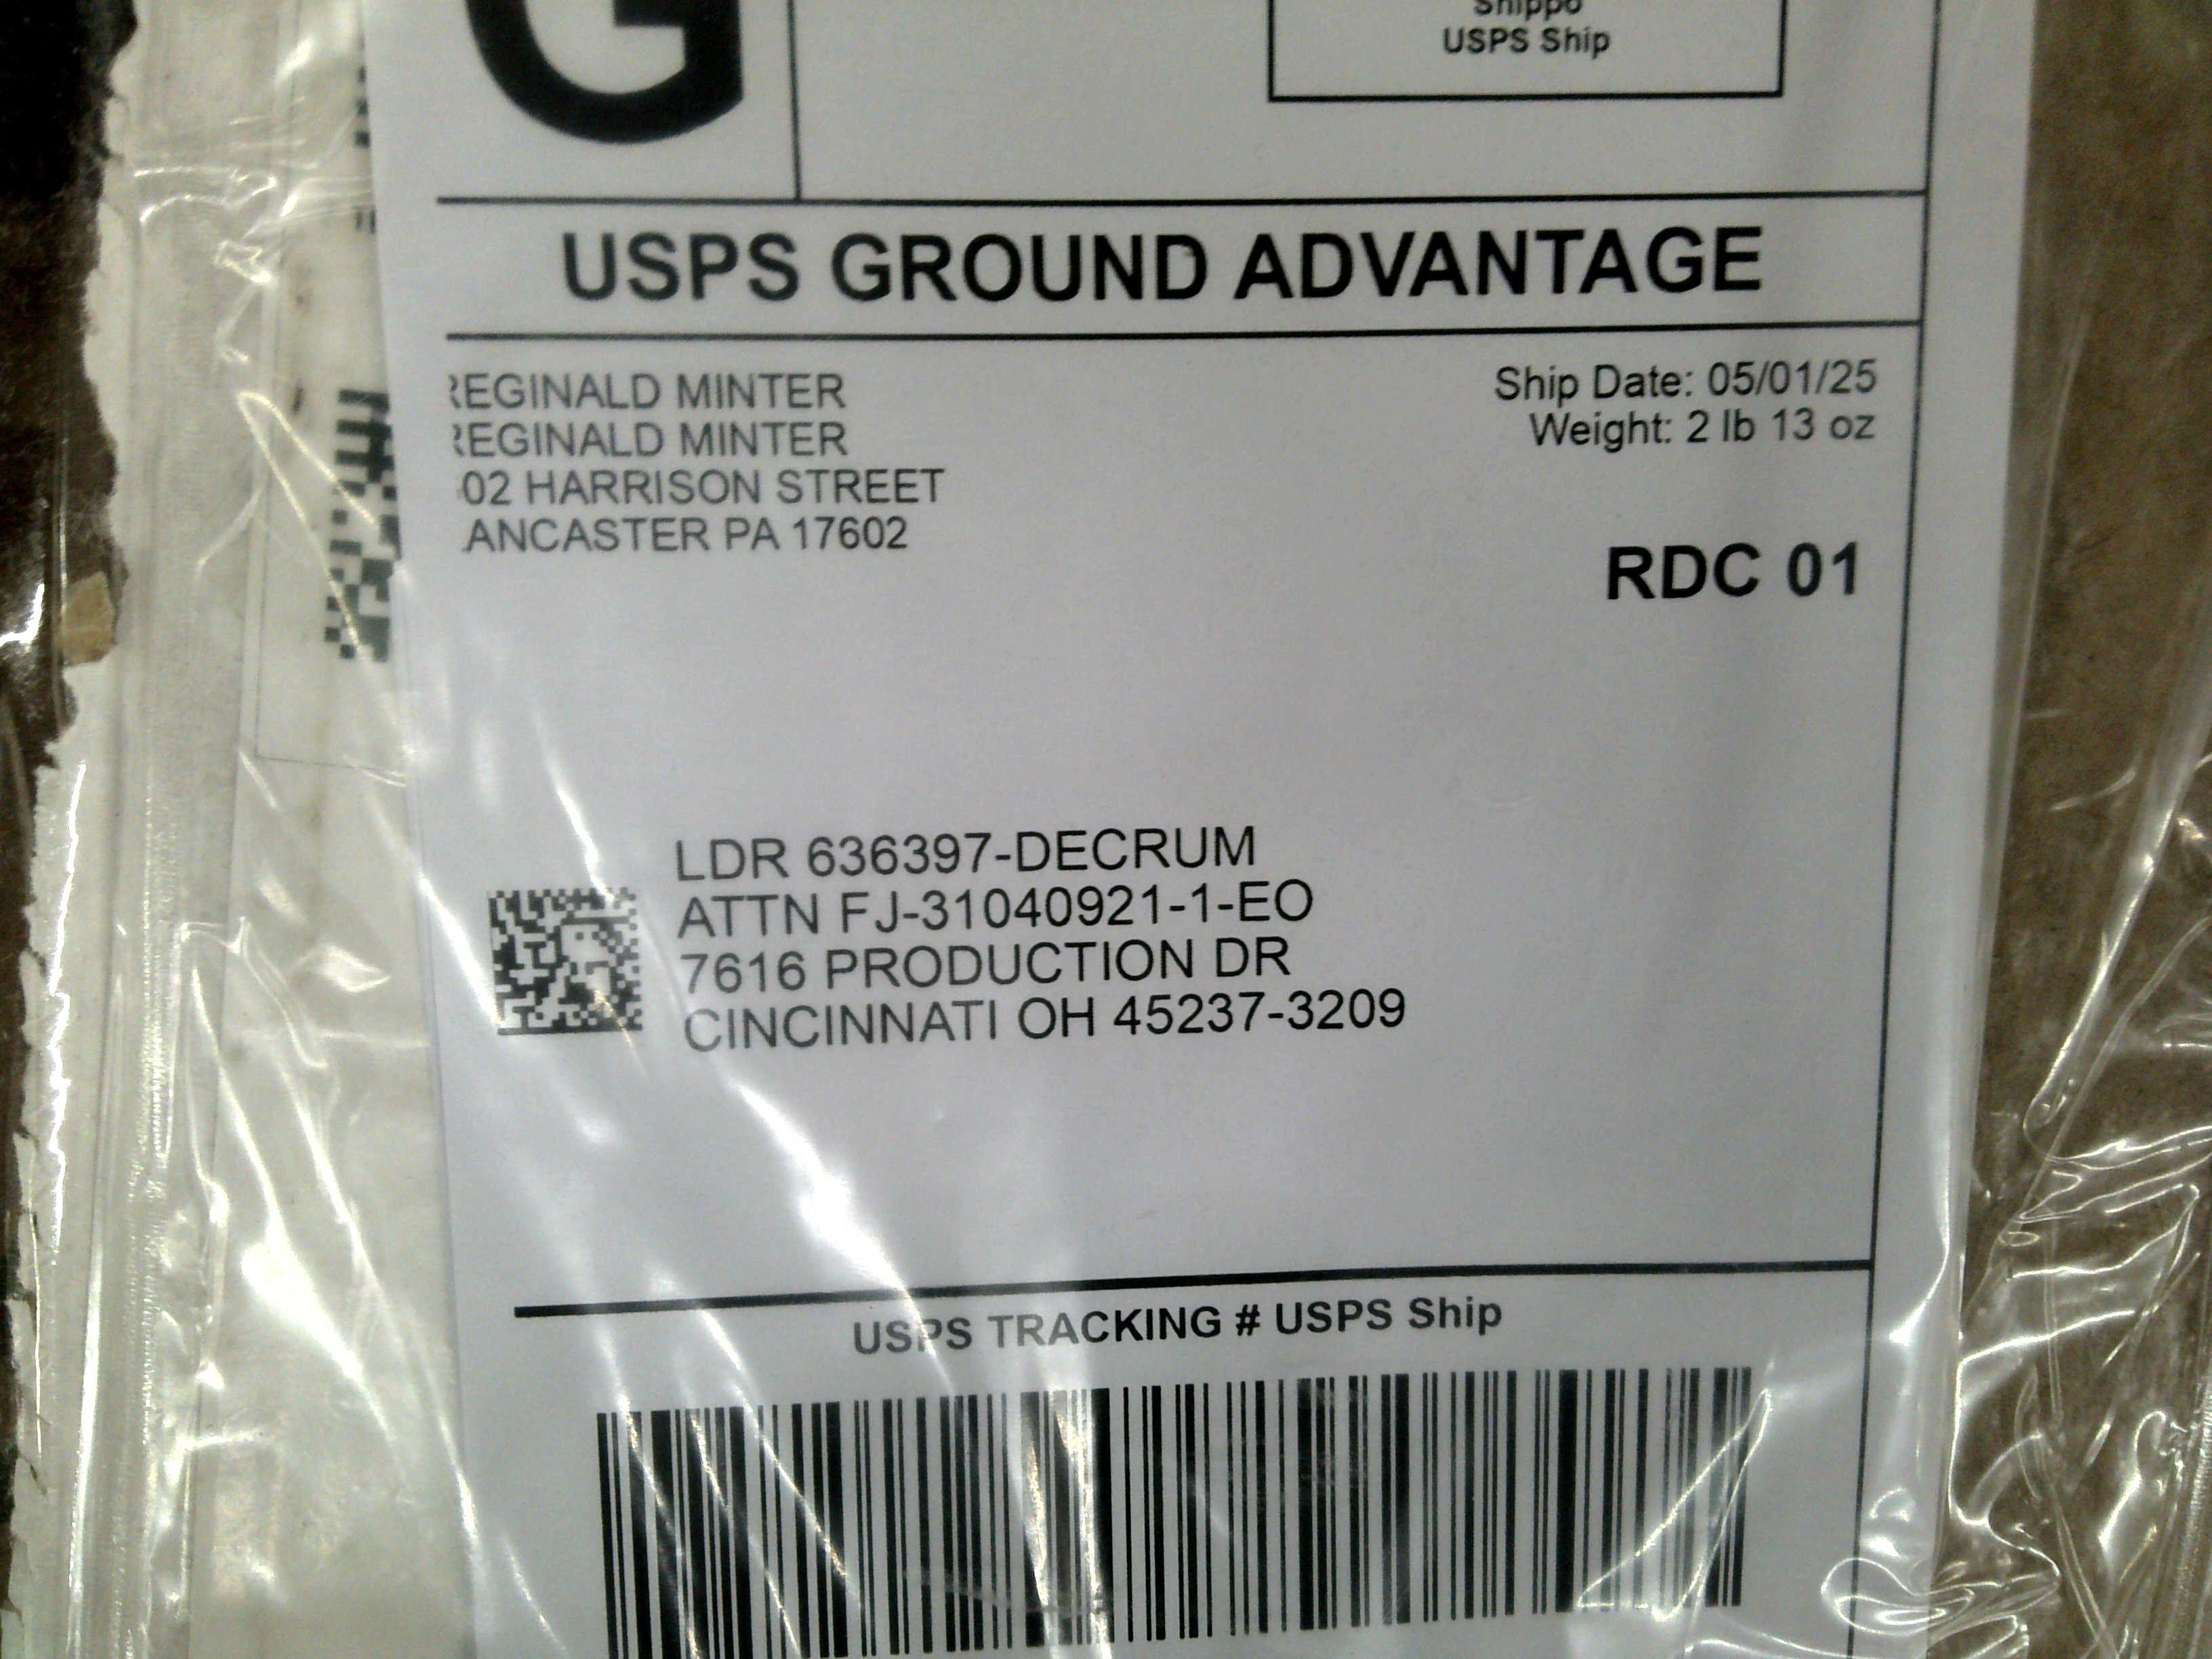 G
Shippo
USPS Ship
USPS GROUND ADVANTAGE
REGINALD MINTER
REGINALD MINTER
02 HARRISON STREET
ANCASTER PA 17602
Ship Date: 05/01/25
Weight: 2 lb 13 oz
RDC 01
LDR 636397-DECRUM
ATTN FJ-31040921-1-EO
7616 PRODUCTION DR
CINCINNATI OH 45237-3209
USPS TRACKING # USPS Ship